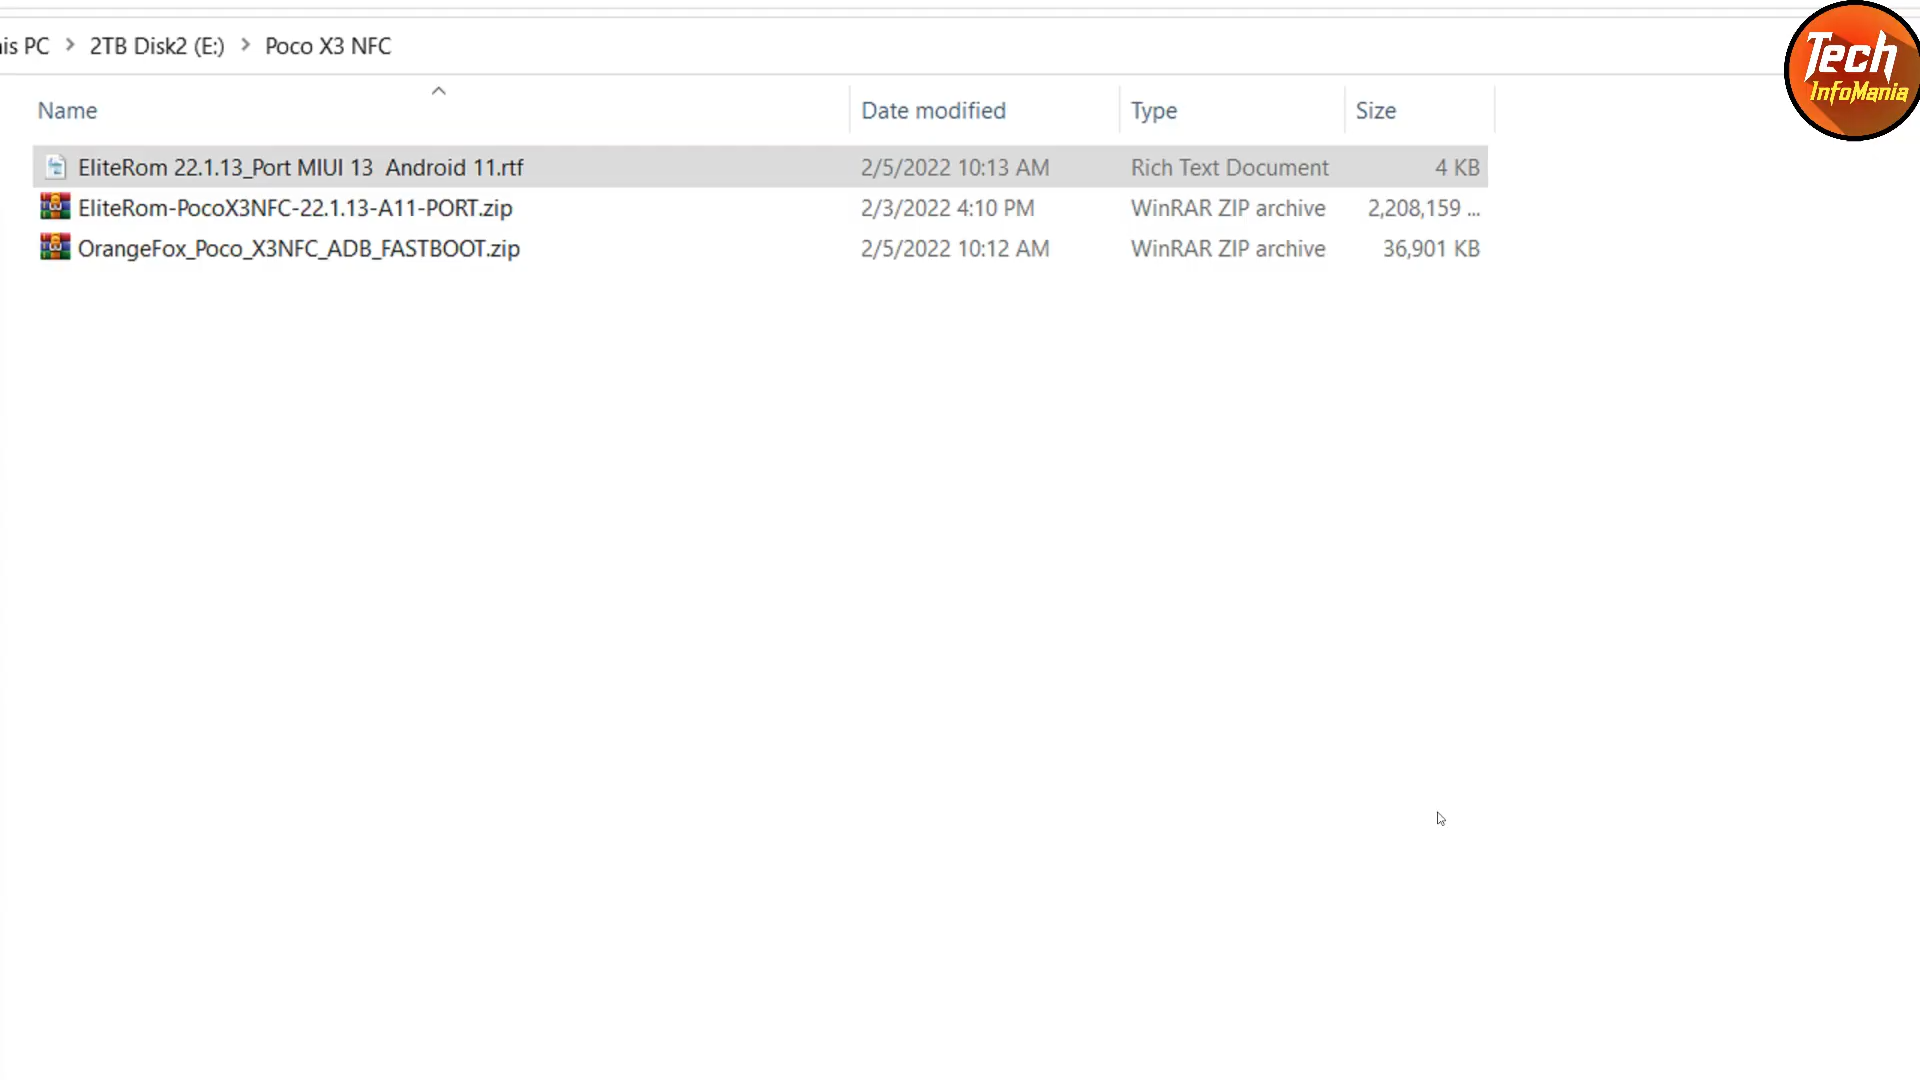 is PC > 2TB Disk2 (E:) > Poco X3 NFC
Tech
InfoMania
Name Date modified Type Size
EliteRom 22.1.13_Port MIUI 13  Android 11.rtf 2/5/2022 10:13 AM Rich Text Document 4 KB
EliteRom-PocoX3NFC-22.1.13-A11-PORT.zip 2/3/2022 4:10 PM WinRAR ZIP archive 2,208,159 ...
OrangeFox_Poco_X3NFC_ADB_FASTBOOT.zip 2/5/2022 10:12 AM WinRAR ZIP archive 36,901 KB